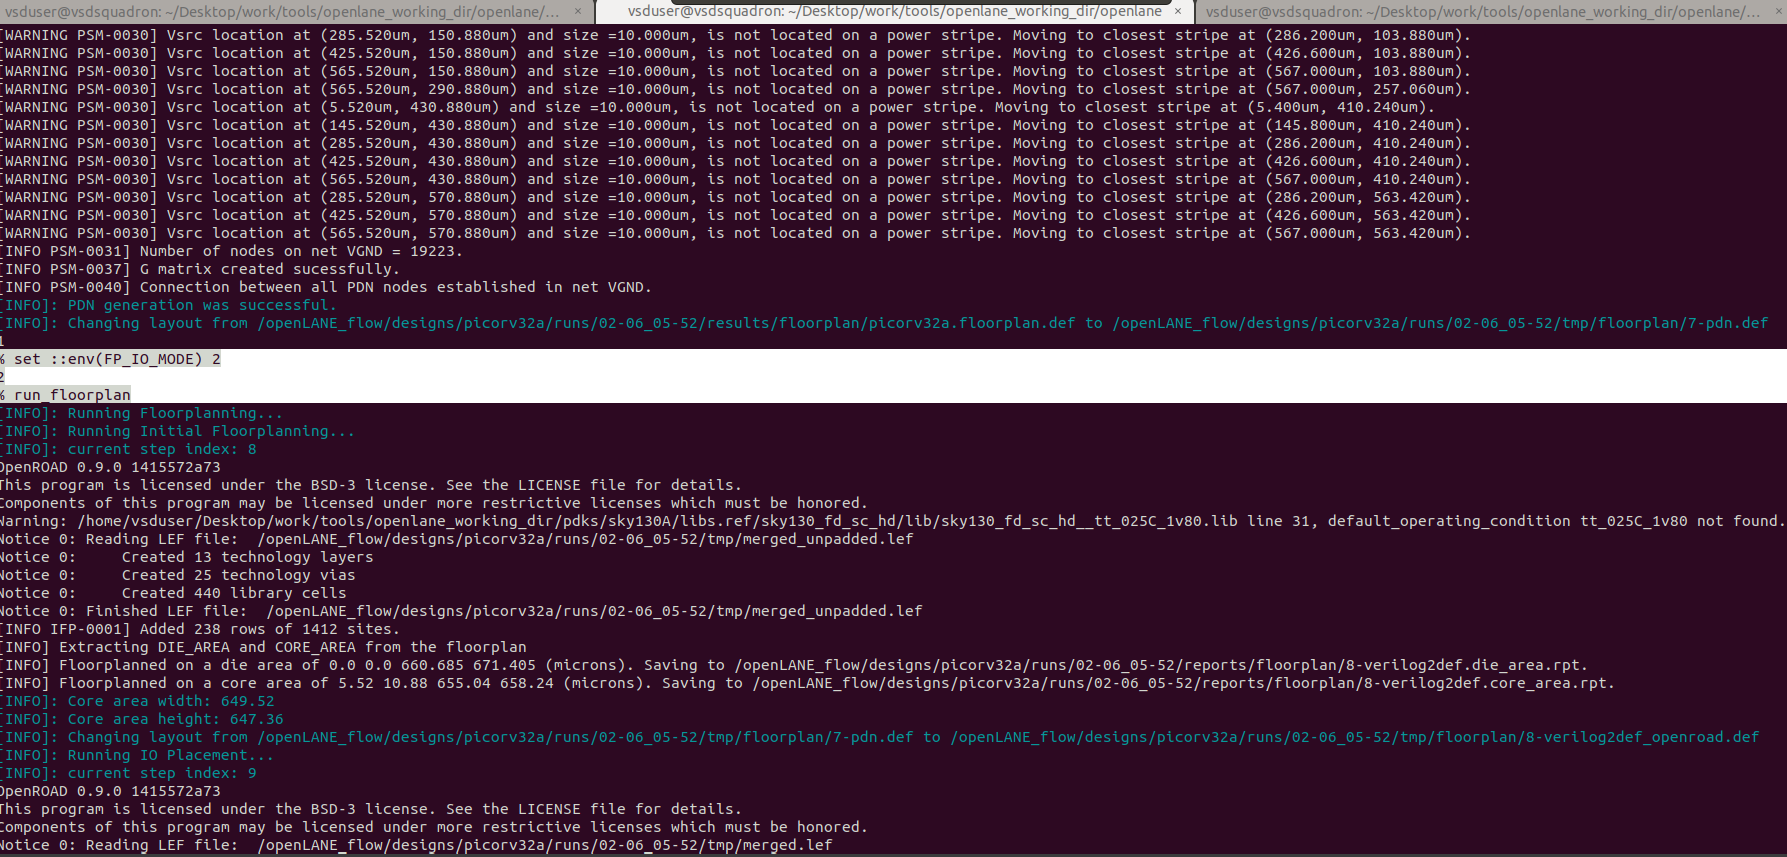 vsduser@vsdsquadron: ~/Desktop/work/tools/openlane_working_dir/openlane/... × vsduser@vsdsquadron: ~/Desktop/work/tools/openlane_working_dir/openlane × vsduser@vsdsquadron: ~/Desktop/work/tools/openlane_working_dir/openlane/... ×
[WARNING PSM-0030] Vsrc location at (285.520um, 150.880um) and size =10.000um, is not located on a power stripe. Moving to closest stripe at (286.200um, 103.880um).
[WARNING PSM-0030] Vsrc location at (425.520um, 150.880um) and size =10.000um, is not located on a power stripe. Moving to closest stripe at (426.600um, 103.880um).
[WARNING PSM-0030] Vsrc location at (565.520um, 150.880um) and size =10.000um, is not located on a power stripe. Moving to closest stripe at (567.000um, 103.880um).
[WARNING PSM-0030] Vsrc location at (565.520um, 290.880um) and size =10.000um, is not located on a power stripe. Moving to closest stripe at (567.000um, 257.060um).
[WARNING PSM-0030] Vsrc location at (5.520um, 430.880um) and size =10.000um, is not located on a power stripe. Moving to closest stripe at (5.400um, 410.240um).
[WARNING PSM-0030] Vsrc location at (145.520um, 430.880um) and size =10.000um, is not located on a power stripe. Moving to closest stripe at (145.800um, 410.240um).
[WARNING PSM-0030] Vsrc location at (285.520um, 430.880um) and size =10.000um, is not located on a power stripe. Moving to closest stripe at (286.200um, 410.240um).
[WARNING PSM-0030] Vsrc location at (425.520um, 430.880um) and size =10.000um, is not located on a power stripe. Moving to closest stripe at (426.600um, 410.240um).
[WARNING PSM-0030] Vsrc location at (565.520um, 430.880um) and size =10.000um, is not located on a power stripe. Moving to closest stripe at (567.000um, 410.240um).
[WARNING PSM-0030] Vsrc location at (285.520um, 570.880um) and size =10.000um, is not located on a power stripe. Moving to closest stripe at (286.200um, 563.420um).
[WARNING PSM-0030] Vsrc location at (425.520um, 570.880um) and size =10.000um, is not located on a power stripe. Moving to closest stripe at (426.600um, 563.420um).
[WARNING PSM-0030] Vsrc location at (565.520um, 570.880um) and size =10.000um, is not located on a power stripe. Moving to closest stripe at (567.000um, 563.420um).
[INFO PSM-0031] Number of nodes on net VGND = 19223.
[INFO PSM-0037] G matrix created sucessfully.
[INFO PSM-0040] Connection between all PDN nodes established in net VGND.
[INFO]: PDN generation was successful.
[INFO]: Changing layout from /openLANE_flow/designs/picorv32a/runs/02-06_05-52/results/floorplan/picorv32a.floorplan.def to /openLANE_flow/designs/picorv32a/runs/02-06_05-52/tmp/floorplan/7-pdn.def
1
% set ::env(FP_IO_MODE) 2
2
% run_floorplan
[INFO]: Running Floorplanning...
[INFO]: Running Initial Floorplanning...
[INFO]: current step index: 8
OpenROAD 0.9.0 1415572a73
This program is licensed under the BSD-3 license. See the LICENSE file for details.
Components of this program may be licensed under more restrictive licenses which must be honored.
Warning: /home/vsduser/Desktop/work/tools/openlane_working_dir/pdks/sky130A/libs.ref/sky130_fd_sc_hd/lib/sky130_fd_sc_hd__tt_025C_1v80.lib line 31, default_operating_condition tt_025C_1v80 not found.
Notice 0: Reading LEF file:  /openLANE_flow/designs/picorv32a/runs/02-06_05-52/tmp/merged_unpadded.lef
Notice 0:     Created 13 technology layers
Notice 0:     Created 25 technology vias
Notice 0:     Created 440 library cells
Notice 0: Finished LEF file:  /openLANE_flow/designs/picorv32a/runs/02-06_05-52/tmp/merged_unpadded.lef
[INFO IFP-0001] Added 238 rows of 1412 sites.
[INFO] Extracting DIE_AREA and CORE_AREA from the floorplan
[INFO] Floorplanned on a die area of 0.0 0.0 660.685 671.405 (microns). Saving to /openLANE_flow/designs/picorv32a/runs/02-06_05-52/reports/floorplan/8-verilog2def.die_area.rpt.
[INFO] Floorplanned on a core area of 5.52 10.88 655.04 658.24 (microns). Saving to /openLANE_flow/designs/picorv32a/runs/02-06_05-52/reports/floorplan/8-verilog2def.core_area.rpt.
[INFO]: Core area width: 649.52
[INFO]: Core area height: 647.36
[INFO]: Changing layout from /openLANE_flow/designs/picorv32a/runs/02-06_05-52/tmp/floorplan/7-pdn.def to /openLANE_flow/designs/picorv32a/runs/02-06_05-52/tmp/floorplan/8-verilog2def_openroad.def
[INFO]: Running IO Placement...
[INFO]: current step index: 9
OpenROAD 0.9.0 1415572a73
This program is licensed under the BSD-3 license. See the LICENSE file for details.
Components of this program may be licensed under more restrictive licenses which must be honored.
Notice 0: Reading LEF file:  /openLANE_flow/designs/picorv32a/runs/02-06_05-52/tmp/merged.lef